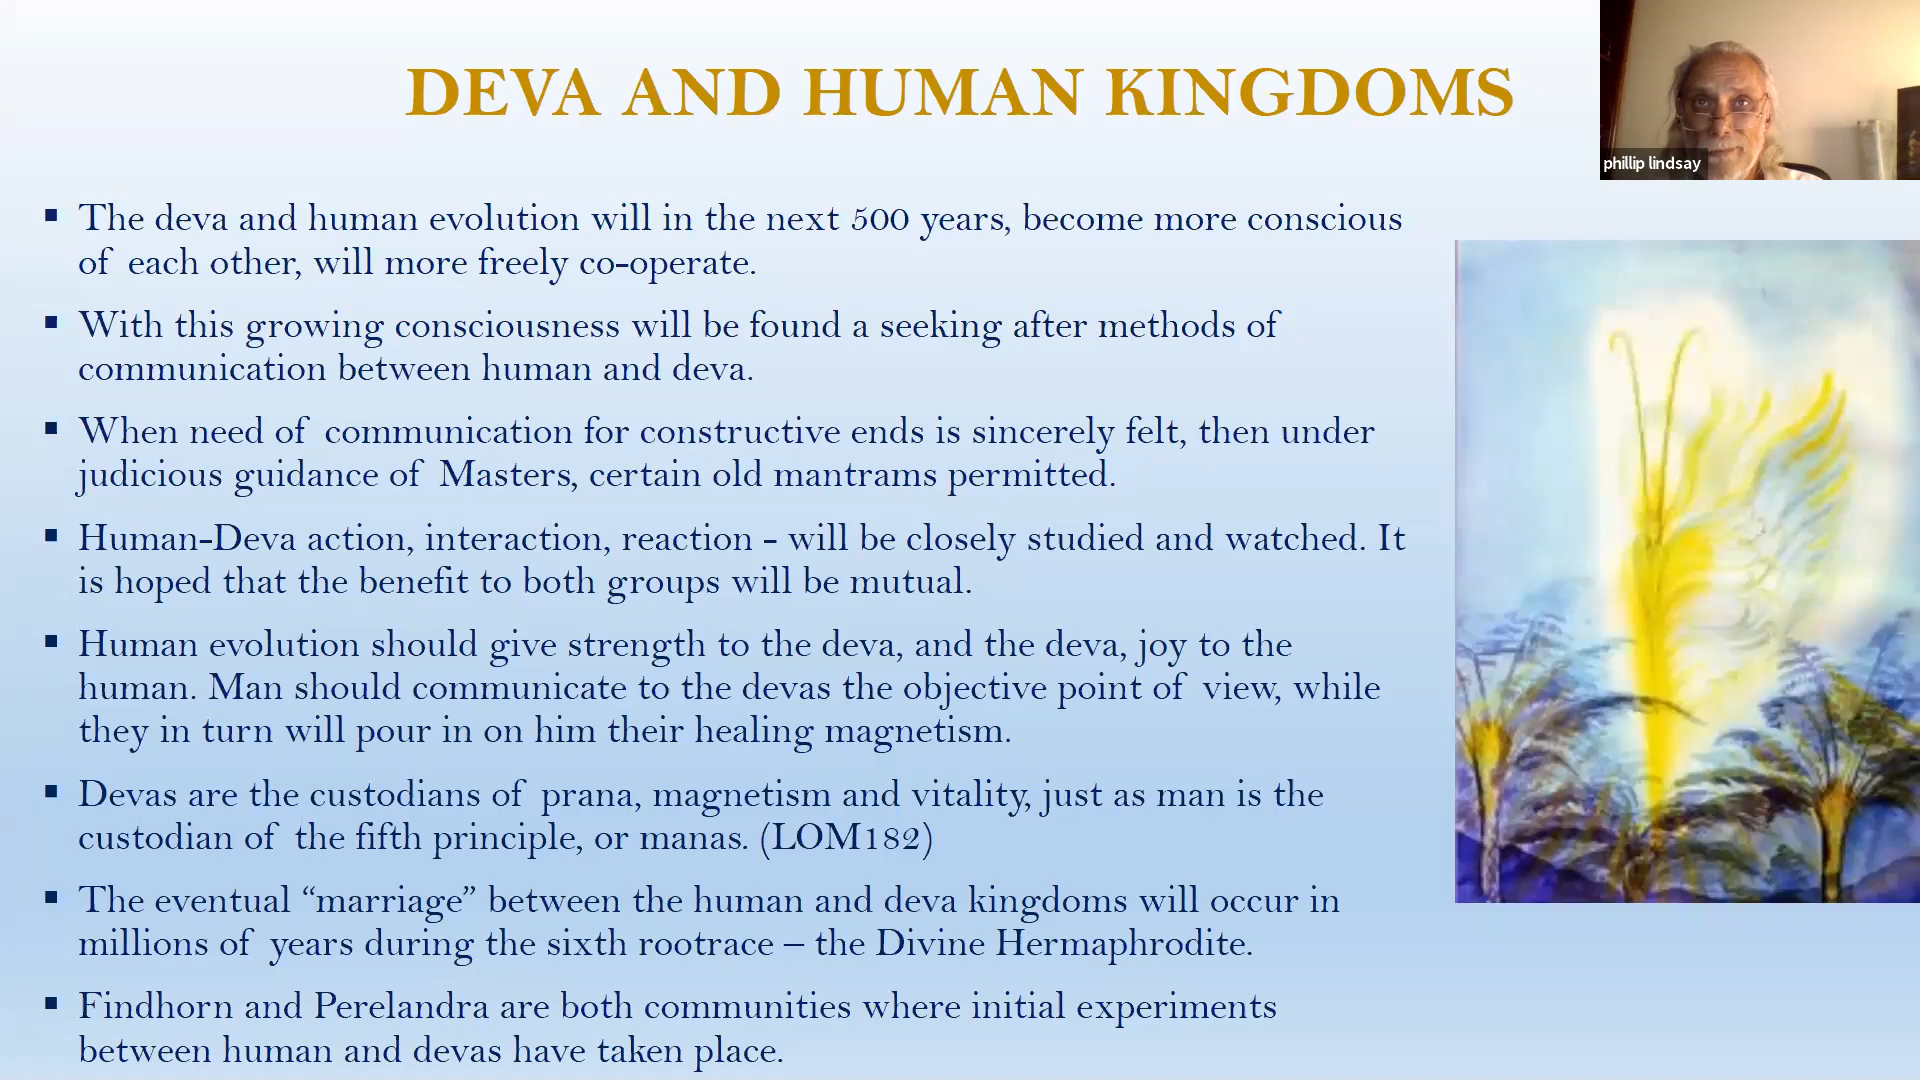 DEVA AND HUMAN KINGDOMS
phillip lindsay
▪ The deva and human evolution will in the next 500 years, become more conscious
of each other, will more freely co-operate.
▪ With this growing consciousness will be found a seeking after methods of
communication between human and deva.
▪ When need of communication for constructive ends is sincerely felt, then under
judicious guidance of Masters, certain old mantrams permitted.
▪ Human-Deva action, interaction, reaction - will be closely studied and watched. It
is hoped that the benefit to both groups will be mutual.
▪ Human evolution should give strength to the deva, and the deva, joy to the
human. Man should communicate to the devas the objective point of view, while
they in turn will pour in on him their healing magnetism.
▪ Devas are the custodians of prana, magnetism and vitality, just as man is the
custodian of the fifth principle, or manas. (LOM182)
▪ The eventual “marriage” between the human and deva kingdoms will occur in
millions of years during the sixth rootrace – the Divine Hermaphrodite.
▪ Findhorn and Perelandra are both communities where initial experiments
between human and devas have taken place.